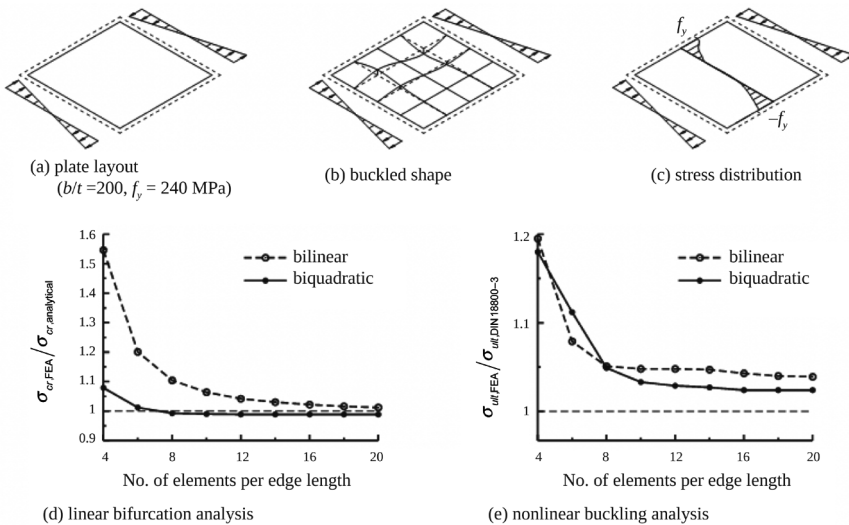 f_y
−f_y
(a) plate layout
(b/t =200, f_y = 240 MPa)
(b) buckled shape
(c) stress distribution
1.6
1.5
1.4
1.3
1.2
1.1
1
0.9
σ_cr,FEA/σ_cr,analytical
bilinear
biquadratic
4 8 12 16 20
No. of elements per edge length
(d) linear bifurcation analysis
1.2
1.1
1
σ_ult,FEA/σ_ult,DIN18800−3
bilinear
biquadratic
4 8 12 16 20
No. of elements per edge length
(e) nonlinear buckling analysis